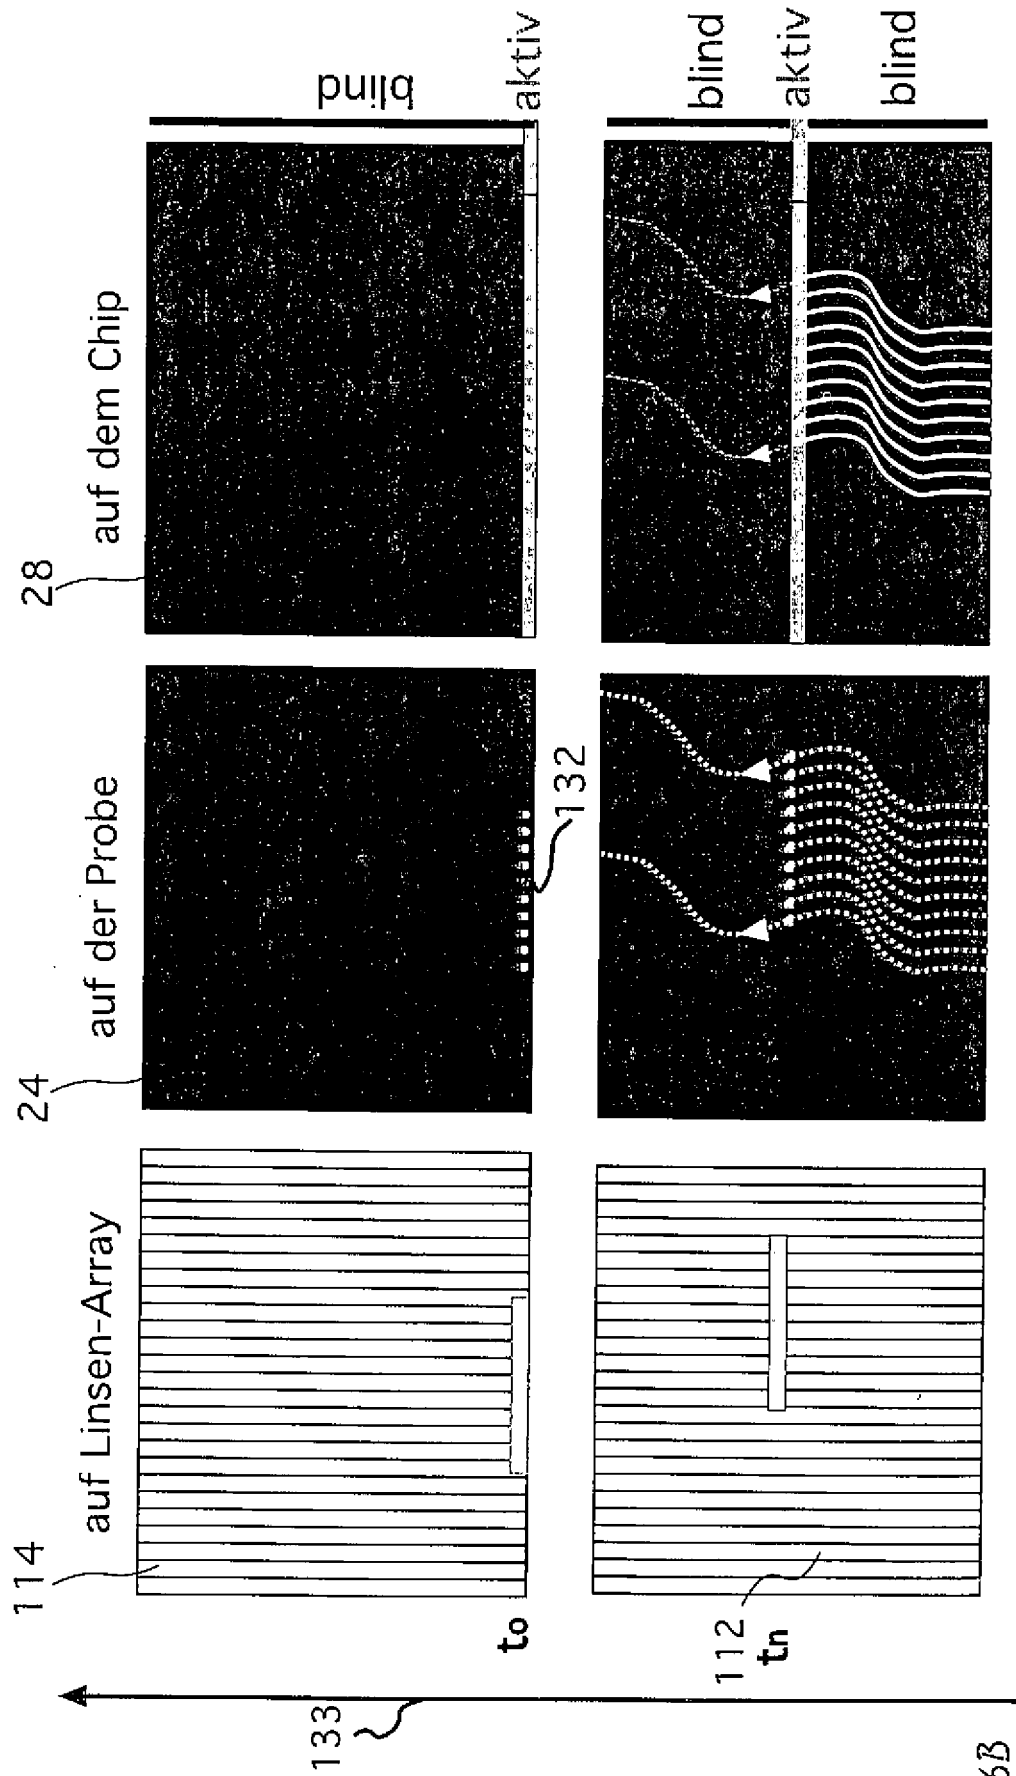 114
24
28
auf Linsen-Array
auf der Probe
auf dem Chip
133
blind
to
aktiv
132
112
blind
tn
aktiv
blind
6B